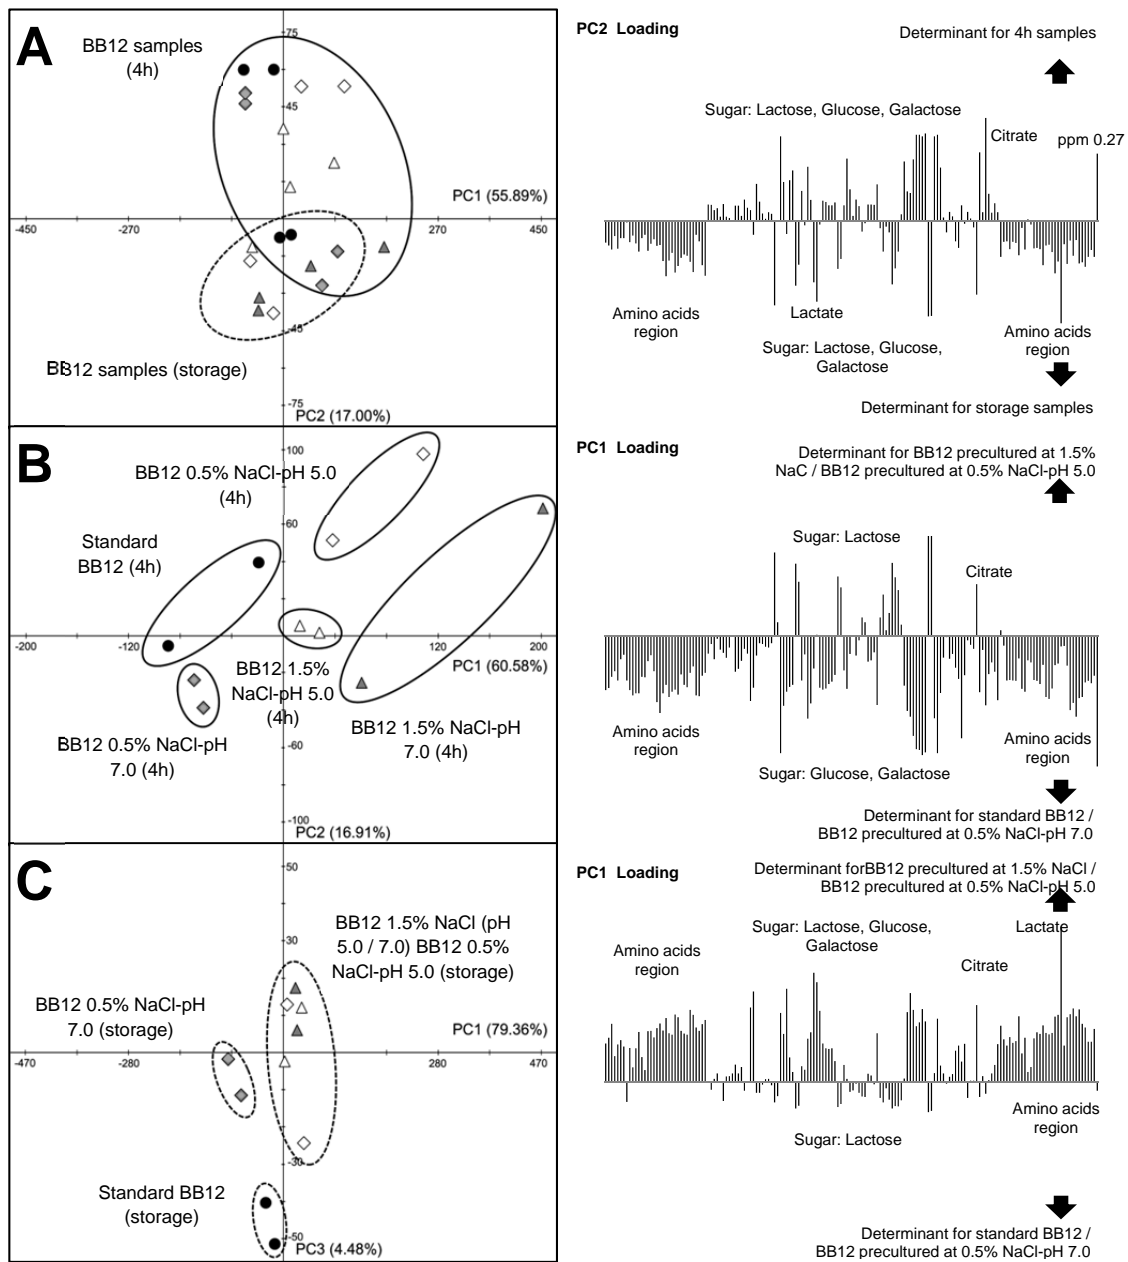 A
BB12 samples
(4h)
75
45
PC1 (55.89%)
-450
-270
270
450
-45
BB12 samples (storage)
-75
PC2 (17.00%)
PC2 Loading
Determinant for 4h samples
Sugar: Lactose, Glucose, Galactose
Citrate
ppm 0.27
Amino acids
region
Lactate
Sugar: Lactose, Glucose,
Galactose
Amino acids
region
Determinant for storage samples
B
100
BB12 0.5% NaCl-pH 5.0
(4h)
60
Standard
BB12 (4h)
-200
-120
120
200
PC1 (60.58%)
BB12 1.5%
NaCl-pH 5.0
(4h)
BB12 0.5% NaCl-pH
7.0 (4h)
BB12 1.5% NaCl-pH
7.0 (4h)
-60
-100
PC2 (16.91%)
PC1 Loading
Determinant for BB12 precultured at 1.5%
NaC / BB12 precultured at 0.5% NaCl-pH 5.0
Sugar: Lactose
Citrate
Amino acids
region
Amino acids
region
Sugar: Glucose, Galactose
Determinant for standard BB12 /
BB12 precultured at 0.5% NaCl-pH 7.0
C
50
30
BB12 1.5% NaCl (pH
5.0 / 7.0) BB12 0.5%
NaCl-pH 5.0 (storage)
BB12 0.5% NaCl-pH
7.0 (storage)
PC1 (79.36%)
-470
-280
280
470
-30
Standard BB12
(storage)
-50
PC3 (4.48%)
PC1 Loading
Determinant forBB12 precultured at 1.5% NaCl /
BB12 precultured at 0.5% NaCl-pH 5.0
Lactate
Sugar: Lactose, Glucose,
Galactose
Amino acids
region
Citrate
Amino acids
region
Sugar: Lactose
Determinant for standard BB12 /
BB12 precultured at 0.5% NaCl-pH 7.0